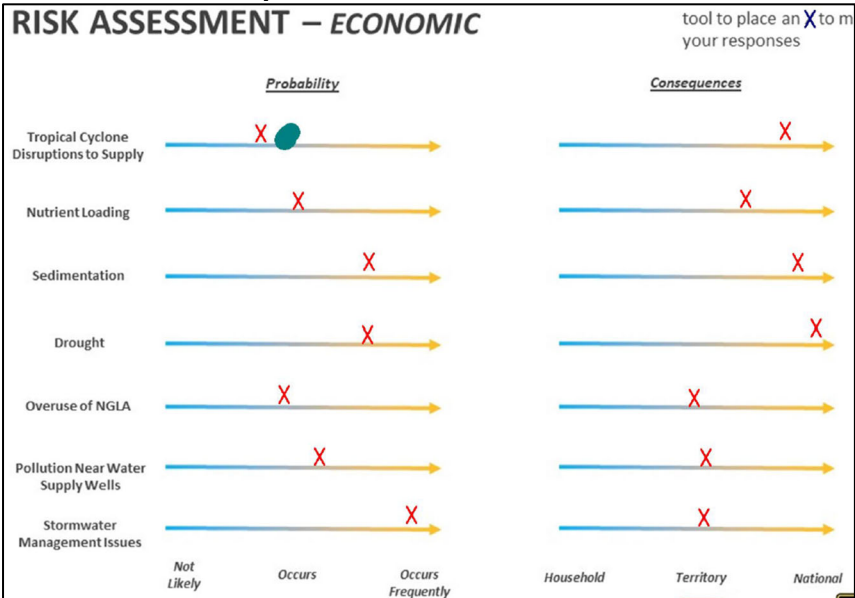 RISK ASSESSMENT – ECONOMIC
tool to place an X to m
your responses
Probability
Consequences
Tropical Cyclone
Disruptions to Supply
Nutrient Loading
Sedimentation
Drought
Overuse of NGLA
Pollution Near Water
Supply Wells
Stormwater
Management Issues
Not
Likely
Occurs
Occurs
Frequently
Household
Territory
National